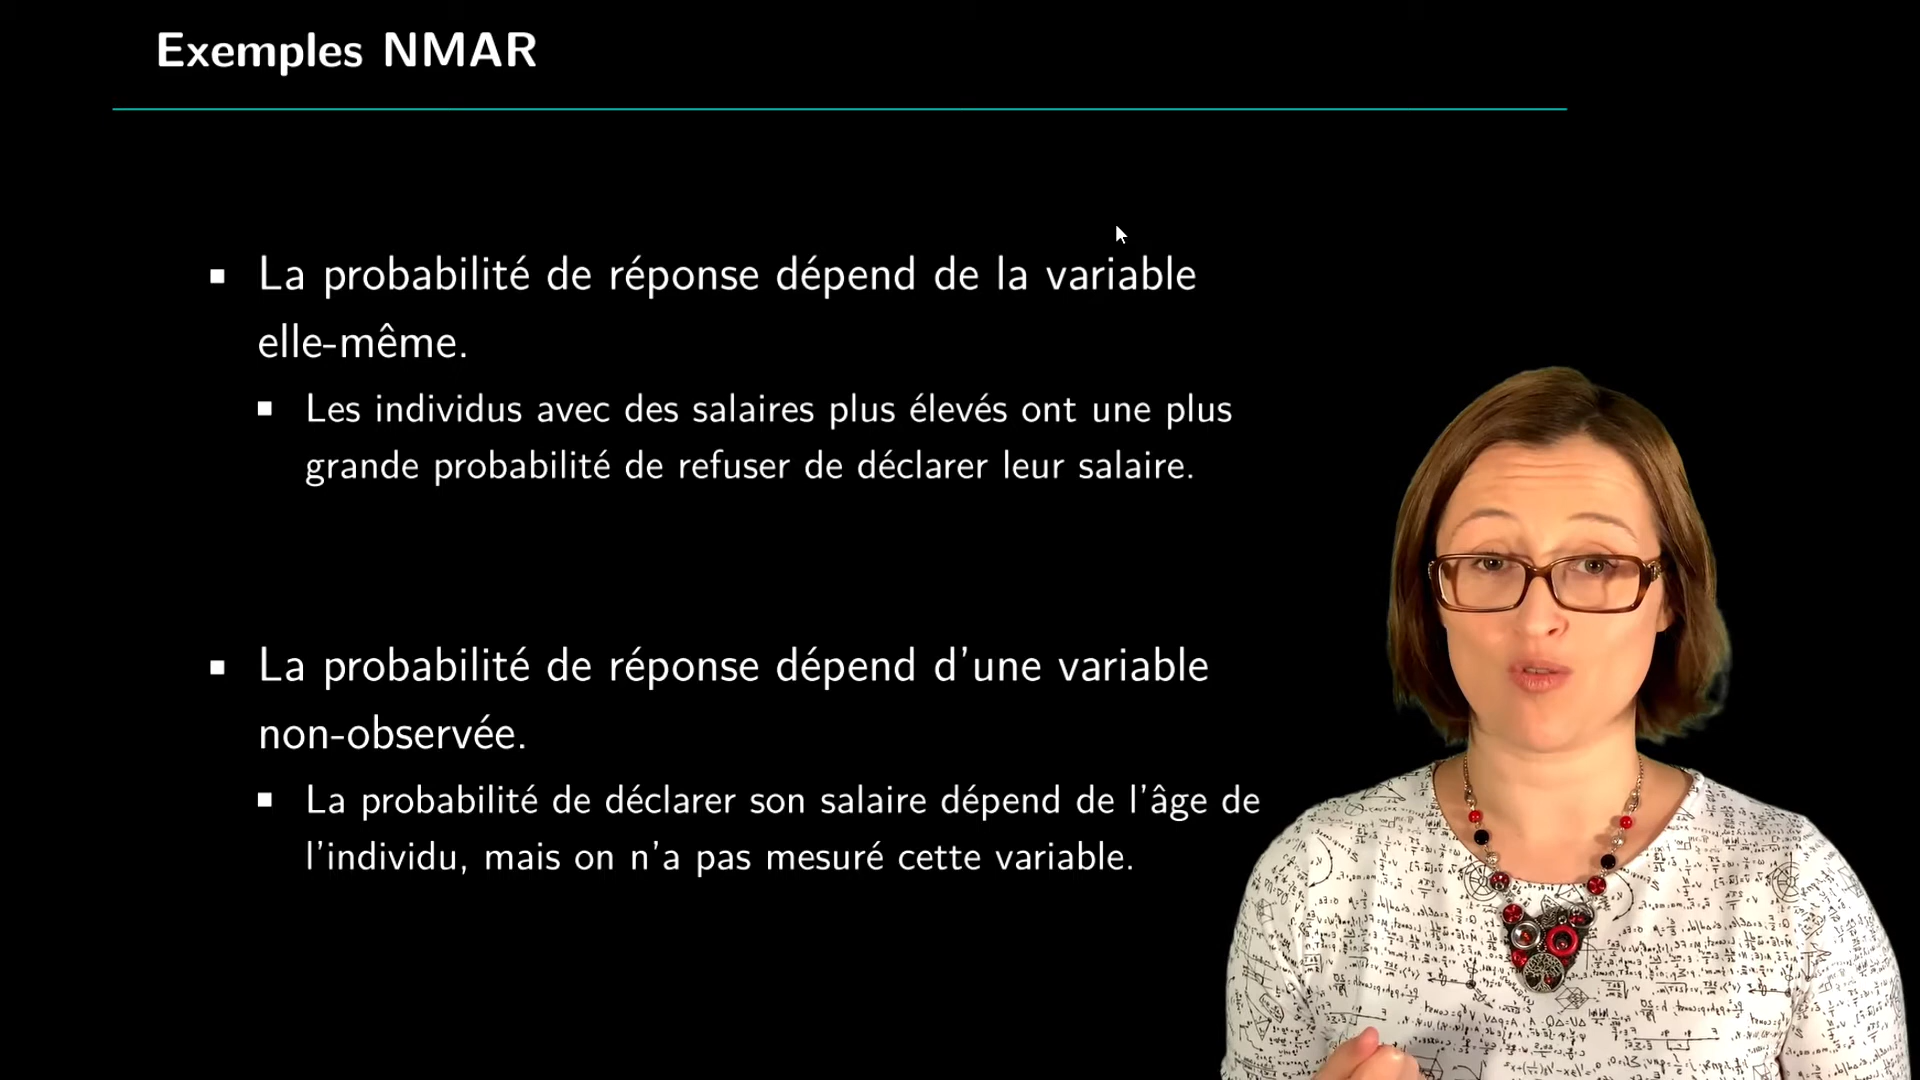 Exemples NMAR
La probabilité de réponse dépend de la variable
elle-même.
Les individus avec des salaires plus élevés ont une plus
grande probabilité de refuser de déclarer leur salaire.
La probabilité de réponse dépend d'une variable
non-observée.
La probabilité de déclarer son salaire dépend de l'âge de
l'individu, mais on n'a pas mesuré cette variable.